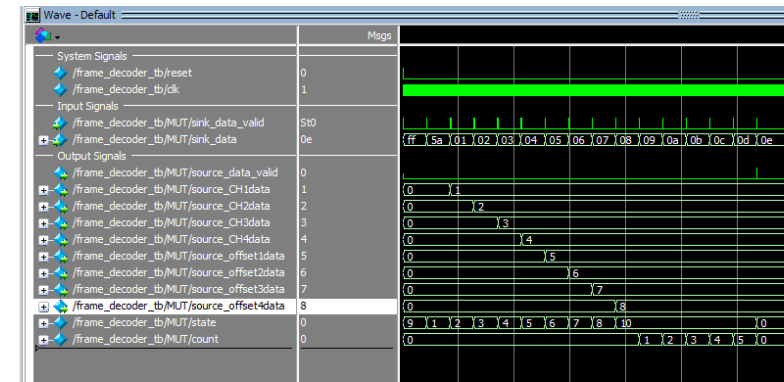 Wave - Default
Msgs
System Signals
/frame_decoder_tb/reset 0
/frame_decoder_tb/clk 1
Input Signals
/frame_decoder_tb/MUT/sink_data_valid St0
/frame_decoder_tb/MUT/sink_data 0e ff 5a 01 02 03 04 05 06 07 08 09 0a 0b 0c 0d 0e
Output Signals
/frame_decoder_tb/MUT/source_data_valid 0
/frame_decoder_tb/MUT/source_CH1data 1 0 1
/frame_decoder_tb/MUT/source_CH2data 2 0 2
/frame_decoder_tb/MUT/source_CH3data 3 0 3
/frame_decoder_tb/MUT/source_CH4data 4 0 4
/frame_decoder_tb/MUT/source_offset1data 5 0 5
/frame_decoder_tb/MUT/source_offset2data 6 0 6
/frame_decoder_tb/MUT/source_offset3data 7 0 7
/frame_decoder_tb/MUT/source_offset4data 8 0 8
/frame_decoder_tb/MUT/state 0 9 1 2 3 4 5 6 7 8 10 0
/frame_decoder_tb/MUT/count 0 0 1 2 3 4 5 0